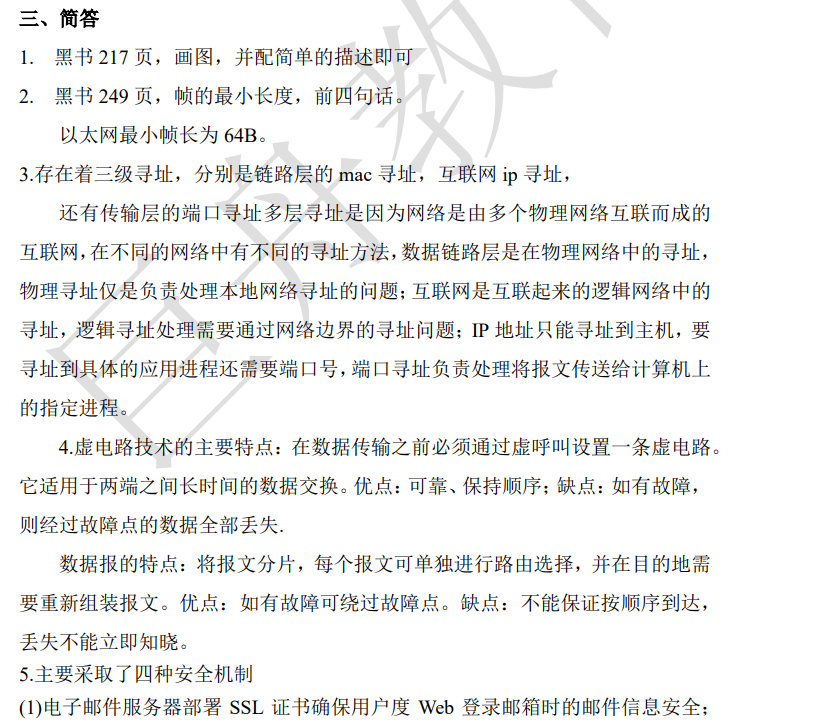 三、简答
1. 黑书 217 页，画图，并配简单的描述即可
2. 黑书 249 页，帧的最小长度，前四句话。
以太网最小帧长为 64B。
3.存在着三级寻址，分别是链路层的 mac 寻址，互联网 ip 寻址，
还有传输层的端口寻址多层寻址是因为网络是由多个物理网络互联而成的
互联网，在不同的网络中有不同的寻址方法，数据链路层是在物理网络中的寻址，
物理寻址仅是负责处理本地网络寻址的问题；互联网是互联起来的逻辑网络中的
寻址，逻辑寻址处理需要通过网络边界的寻址问题；IP 地址只能寻址到主机，要
寻址到具体的应用进程还需要端口号，端口寻址负责处理将报文传送给计算机上
的指定进程。
4.虚电路技术的主要特点：在数据传输之前必须通过虚呼叫设置一条虚电路。
它适用于两端之间长时间的数据交换。优点：可靠、保持顺序；缺点：如有故障，
则经过故障点的数据全部丢失.
数据报的特点：将报文分片，每个报文可单独进行路由选择，并在目的地需
要重新组装报文。优点：如有故障可绕过故障点。缺点：不能保证按顺序到达，
丢失不能立即知晓。
5.主要采取了四种安全机制
(1)电子邮件服务器部署 SSL 证书确保用户度 Web 登录邮箱时的邮件信息安全；
巨舟教